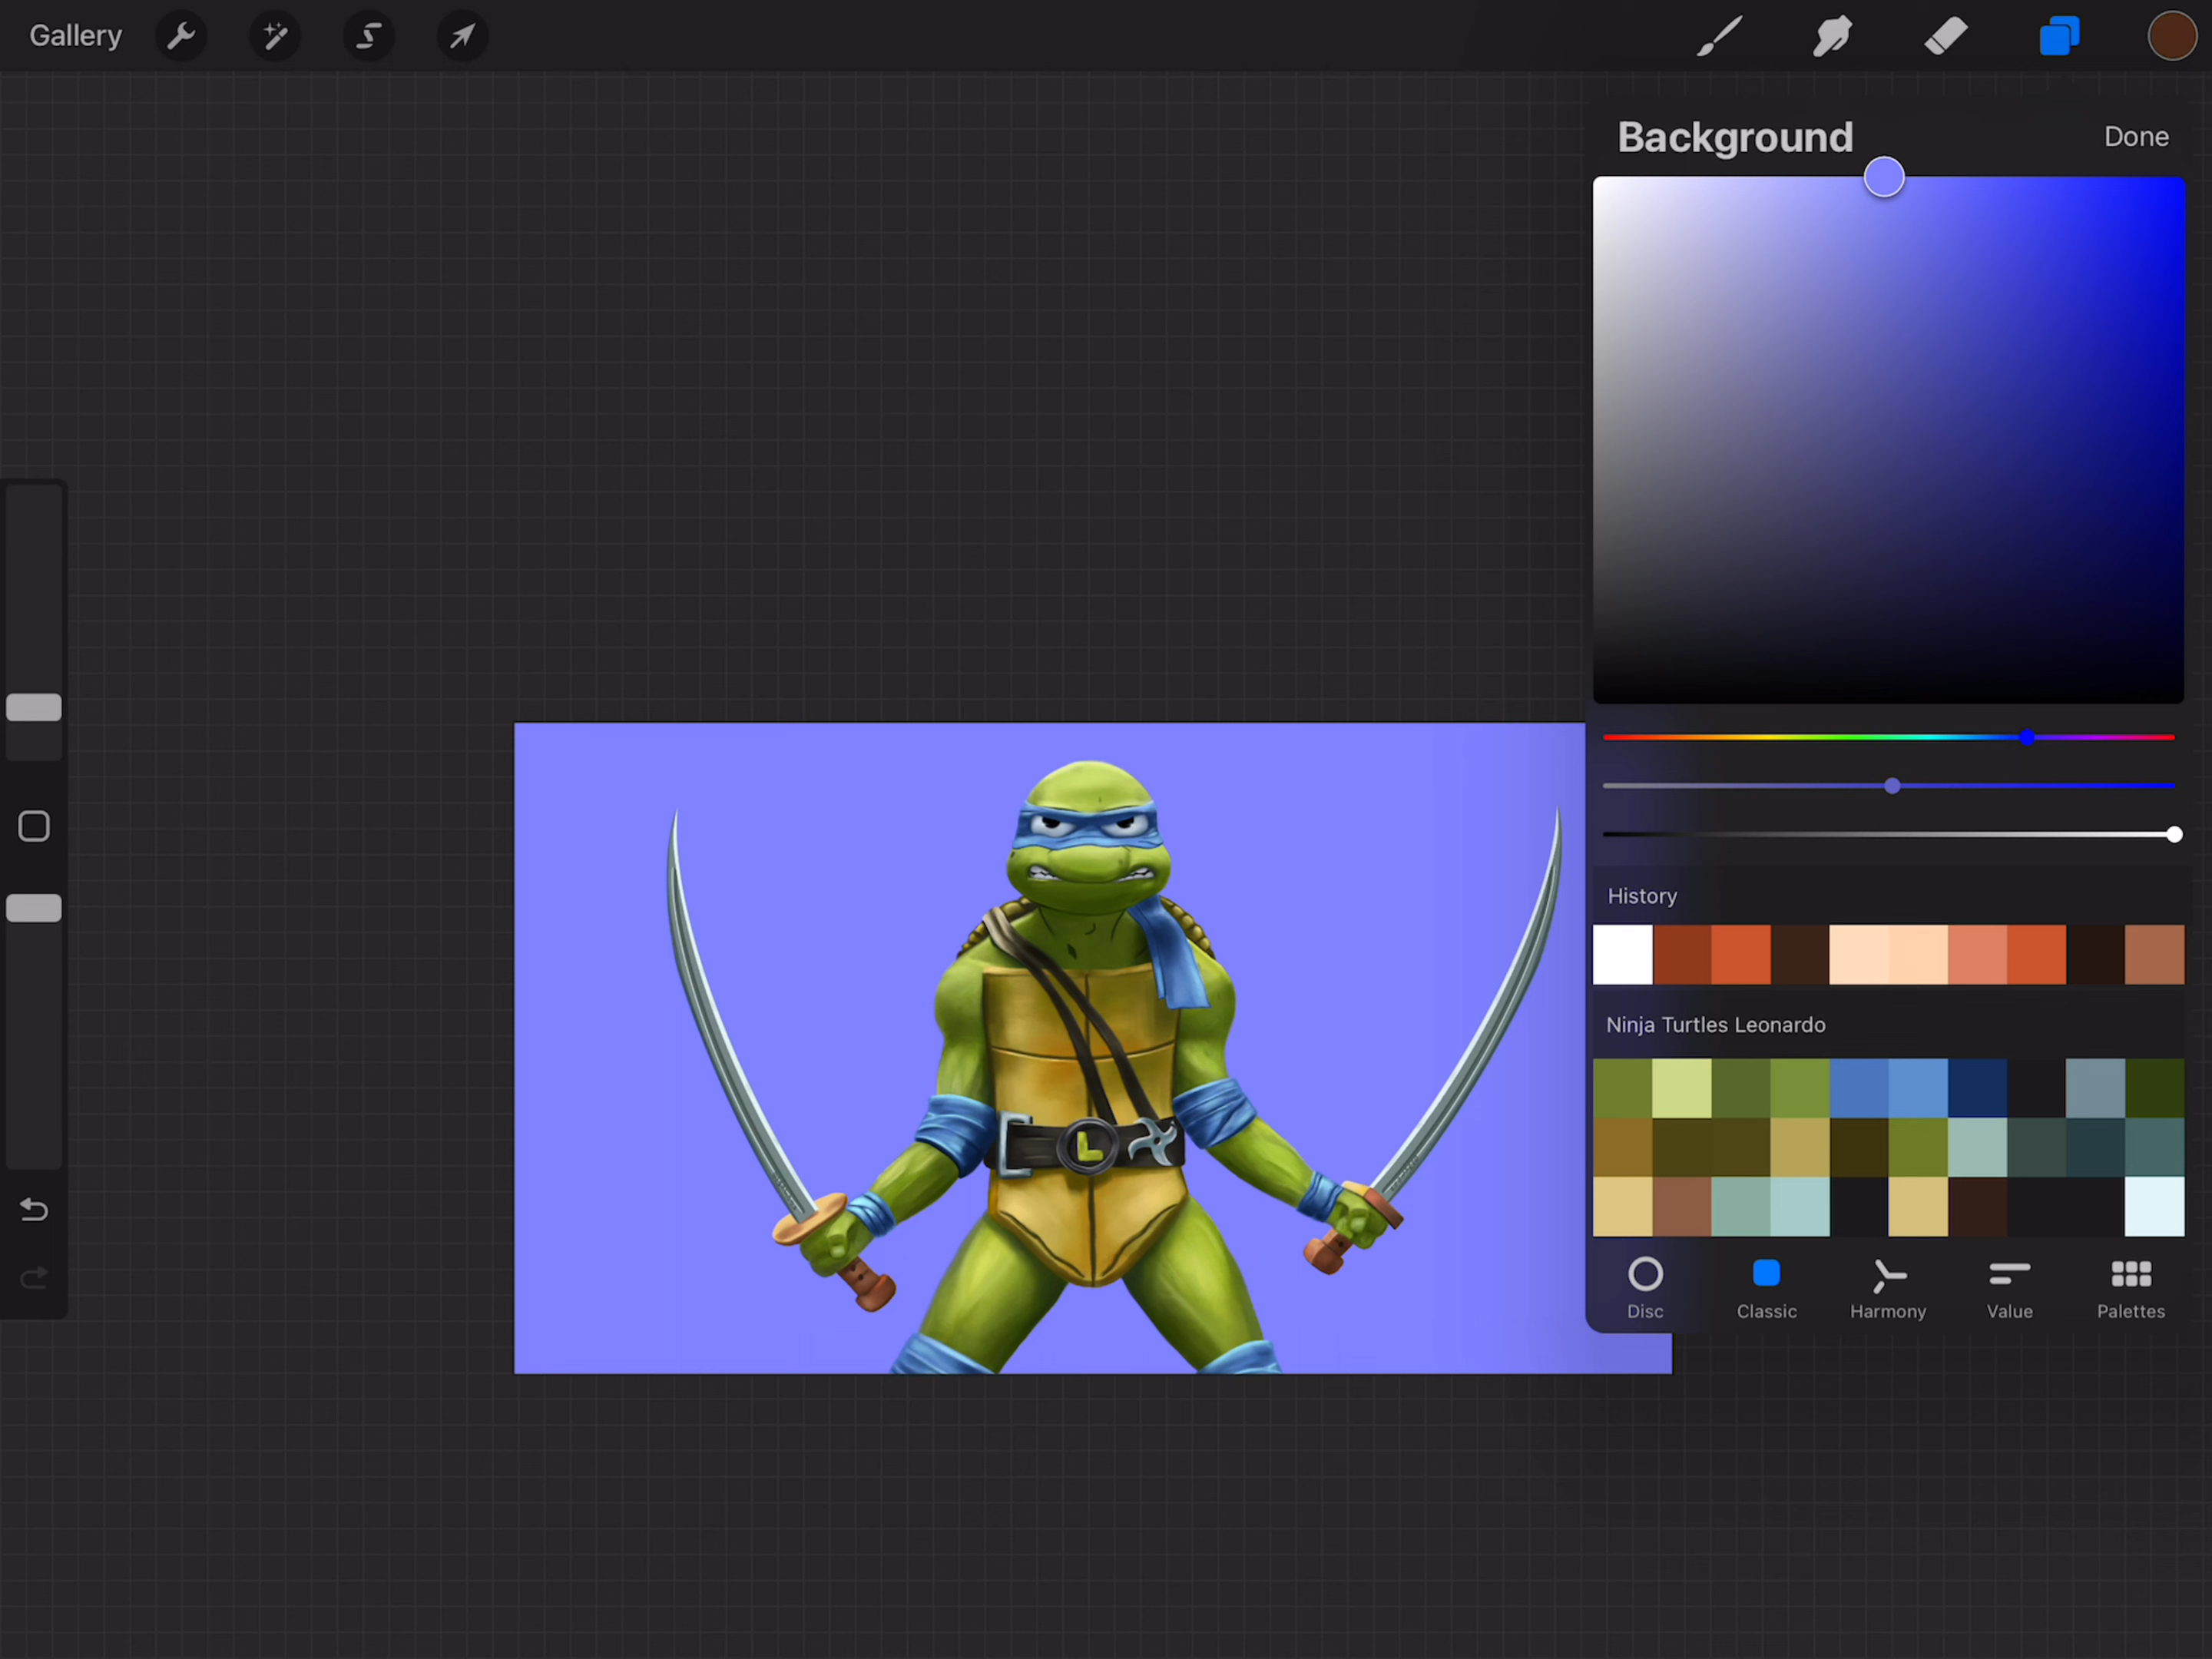 Gallery
Background
Done
History
Ninja Turtles Leonardo
L
Disc
Classic
Harmony
Value
Palettes